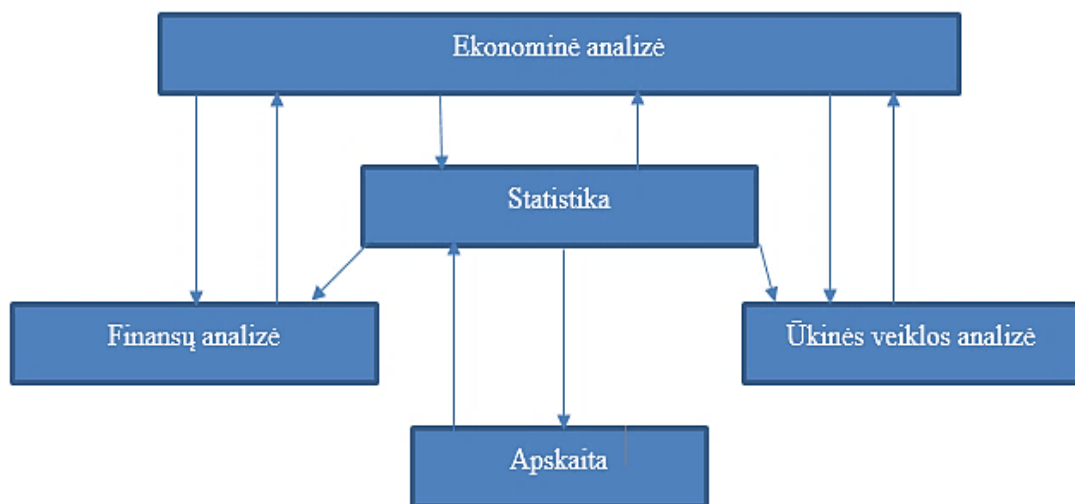 Ekonominė analizė
Statistika
Finansų analizė
Ūkinės veiklos analizė
Apskaita